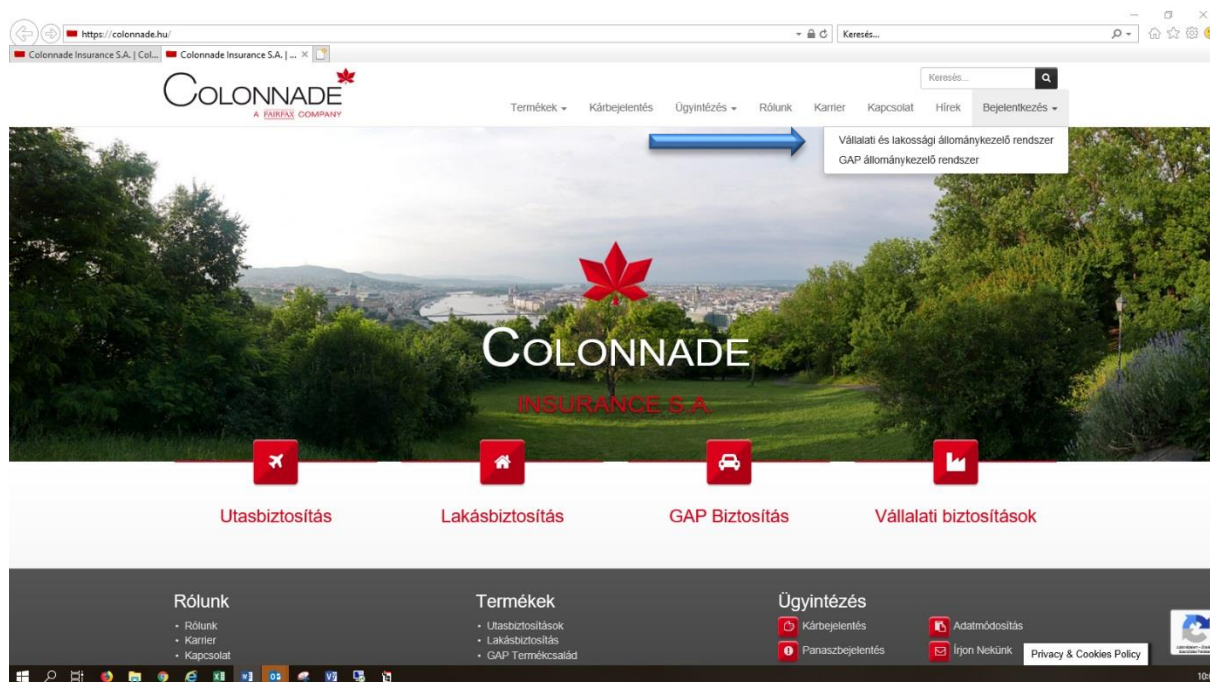 https://colonnade.hu/
Keresés...
Colonnade Insurance S.A. | Col...
Colonnade Insurance S.A. | ...
COLONNADE
A FAIRFAX COMPANY
Keresés...
Termékek Kárbejelentés Ügyintézés Rólunk Karrier Kapcsolat Hírek Bejelentkezés
Vállalati és lakossági állománykezelő rendszer
GAP állománykezelő rendszer
COLONNADE
INSURANCE S.A.
Utasbiztosítás
Lakásbiztosítás
GAP Biztosítás
Vállalati biztosítások
Rólunk
• Rólunk
• Karrier
• Kapcsolat
Termékek
• Utasbiztosítások
• Lakásbiztosítás
• GAP Termékcsalád
Ügyintézés
Kárbejelentés
Adatmódosítás
Panaszbejelentés
Írjon Nekünk
Privacy & Cookies Policy